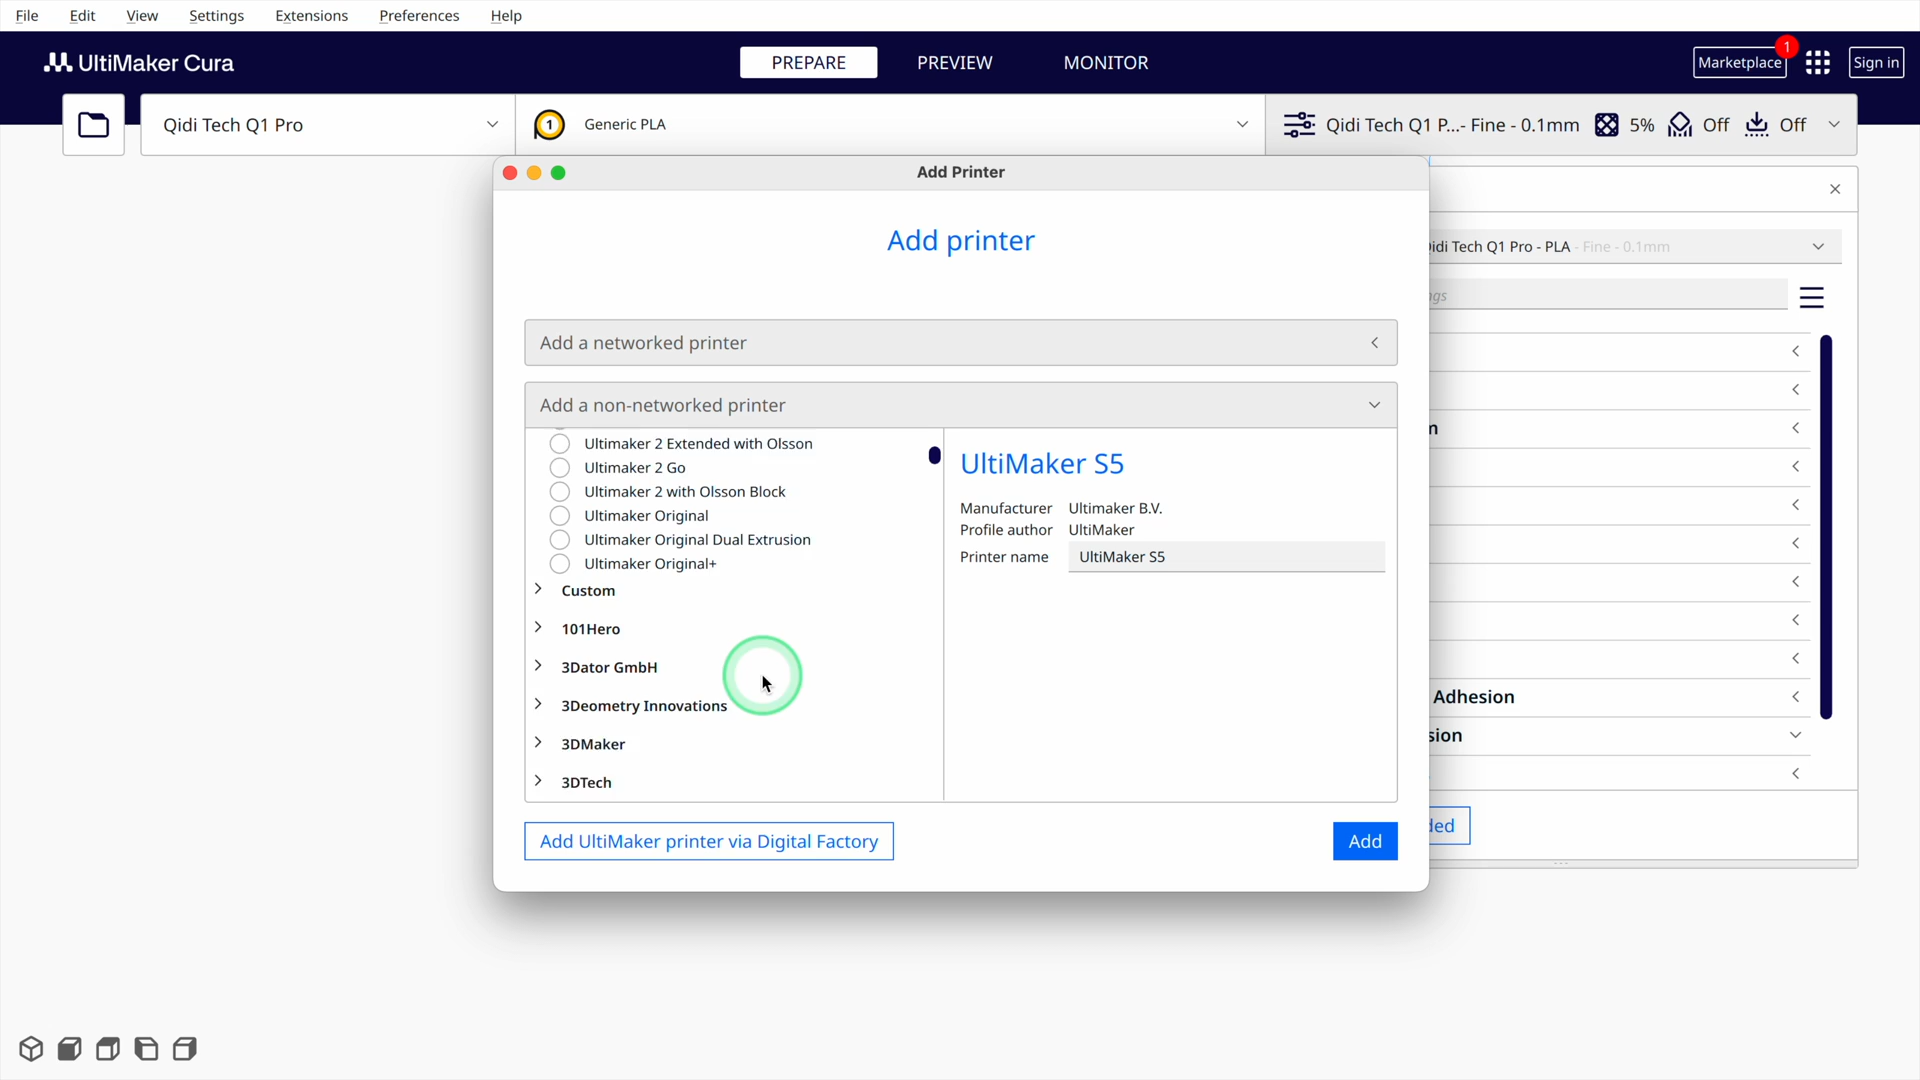 File Edit View Settings Extensions Preferences Help
UltiMaker Cura
PREPARE PREVIEW MONITOR
Marketplace 1 Sign in
Qidi Tech Q1 Pro
1 Generic PLA
Qidi Tech Q1 P...- Fine - 0.1mm 5% Off Off
Add Printer
Add printer
Add a networked printer
Add a non-networked printer
Ultimaker 2 Extended with Olsson
Ultimaker 2 Go
Ultimaker 2 with Olsson Block
Ultimaker Original
Ultimaker Original Dual Extrusion
Ultimaker Original+
Custom
101Hero
3Dator GmbH
3Deometry Innovations
3DMaker
3DTech
UltiMaker S5
Manufacturer Ultimaker B.V.
Profile author UltiMaker
Printer name UltiMaker S5
Add UltiMaker printer via Digital Factory
Add
idi Tech Q1 Pro - PLA - Fine - 0.1mm
ngs
n
Adhesion
sion
ded